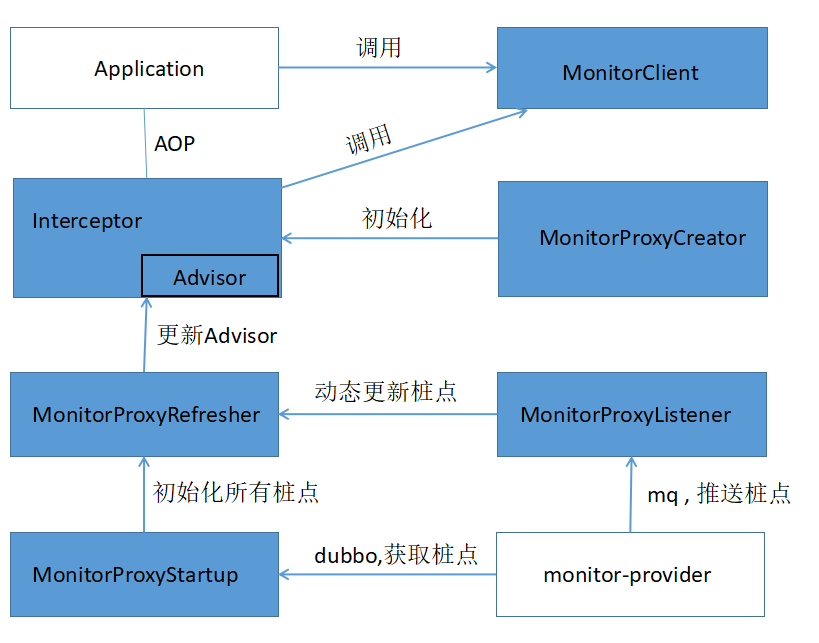 调用
Application
MonitorClient
AOP
调用
Interceptor
初始化
MonitorProxyCreator
Advisor
更新Advisor
动态更新桩点
MonitorProxyRefresher
MonitorProxyListener
初始化所有桩点
mq , 推送桩点
dubbo,获取桩点
MonitorProxyStartup
monitor-provider